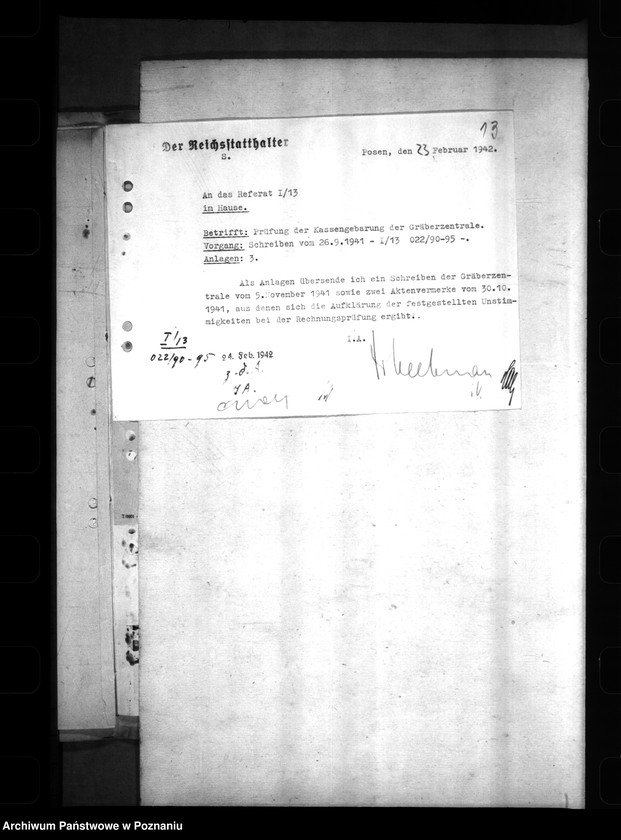 13
Der Reichsstatthalter
S.
Posen, den 23 Februar 1942.
An das Referat I/13
im Hause.
Betrifft: Prüfung der Kassengebarung der Gräberzentrale.
Vorgang: Schreiben vom 26.9.1941 - I/13 022/90-95 -.
Anlagen: 3.
Als Anlagen übersende ich ein Schreiben der Gräberzen-
trale vom 5.November 1941 sowie zwei Aktenvermerke vom 30.10.
1941, aus denen sich die Aufklärung der festgestellten Unstim-
migkeiten bei der Rechnungsprüfung ergibt.
I.A.
I/13
022/90-95
24. Feb. 1942
z. d. A.
I.A.
Archiwum Państwowe w Poznaniu